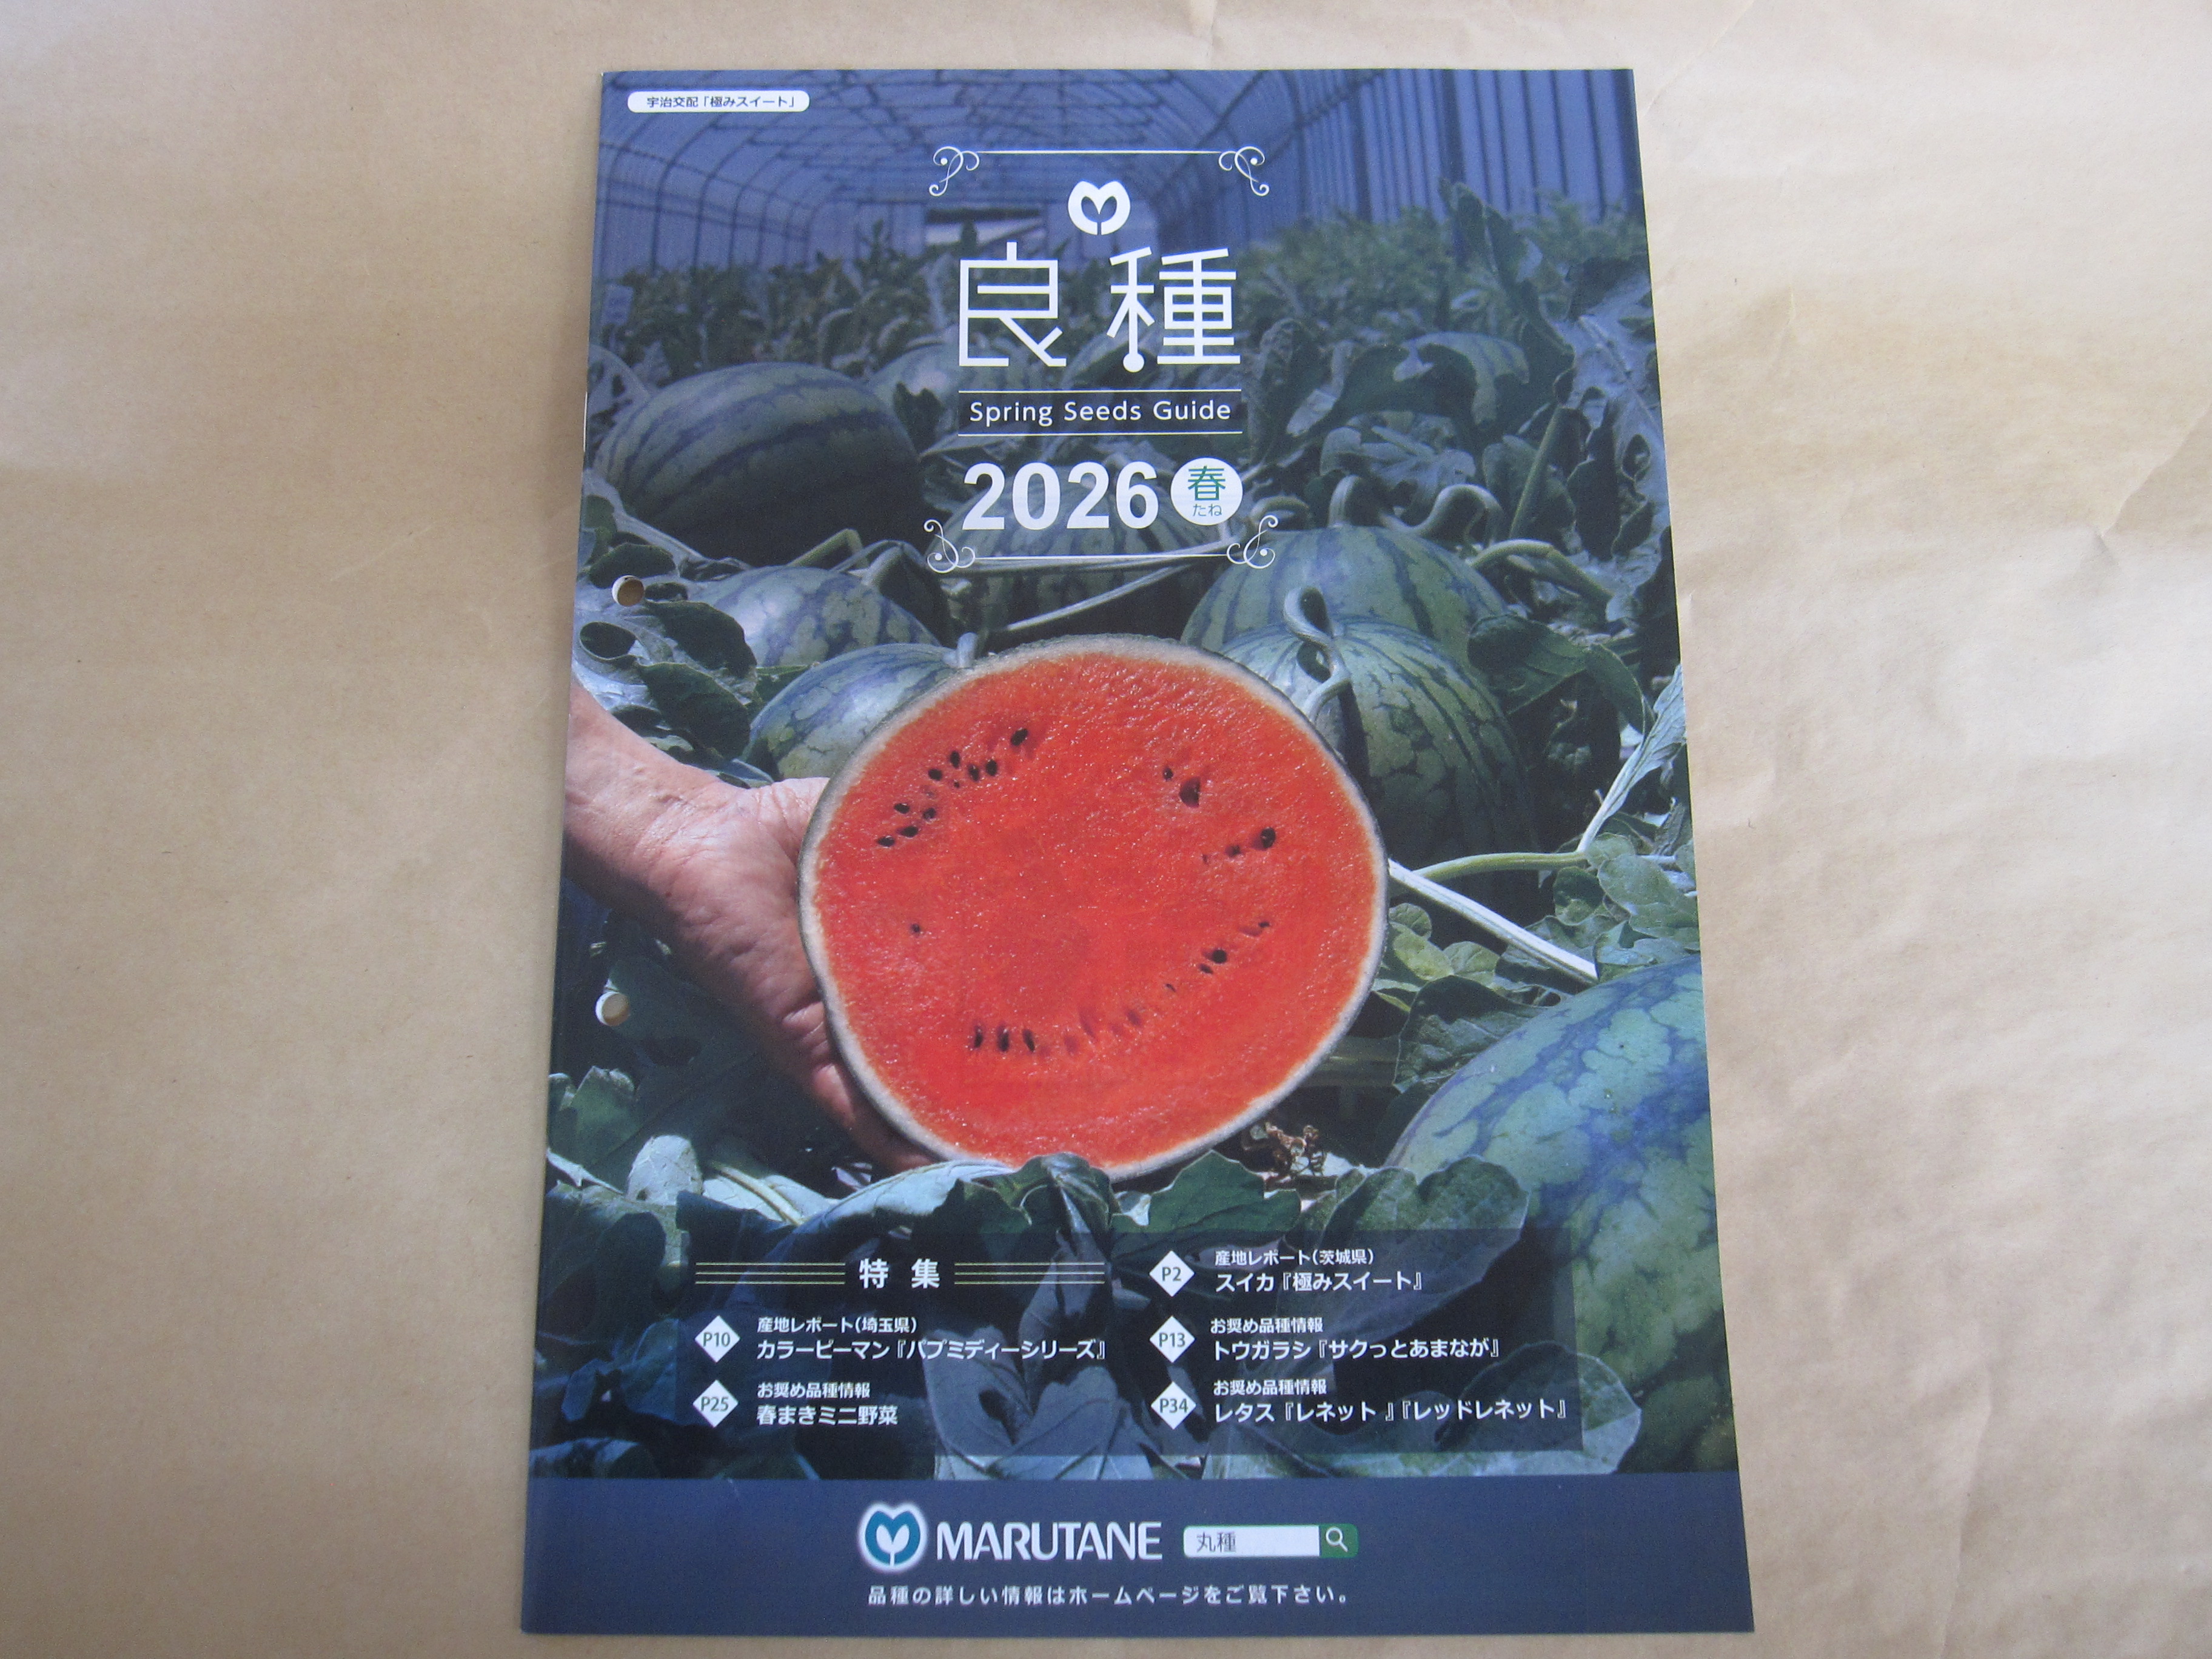 宇治交配「極みスイート」
良種
Spring Seeds Guide
2026 春
たね
特集
P2 産地レポート(茨城県)
スイカ『極みスイート』
P10 産地レポート(埼玉県)
カラーピーマン『パプミディーシリーズ』
P13 お奨め品種情報
トウガラシ『サクっとあまなが』
P25 お奨め品種情報
春まきミニ野菜
P34 お奨め品種情報
レタス『レネット』『レッドレネット』
MARUTANE 丸種
品種の詳しい情報はホームページをご覧下さい。